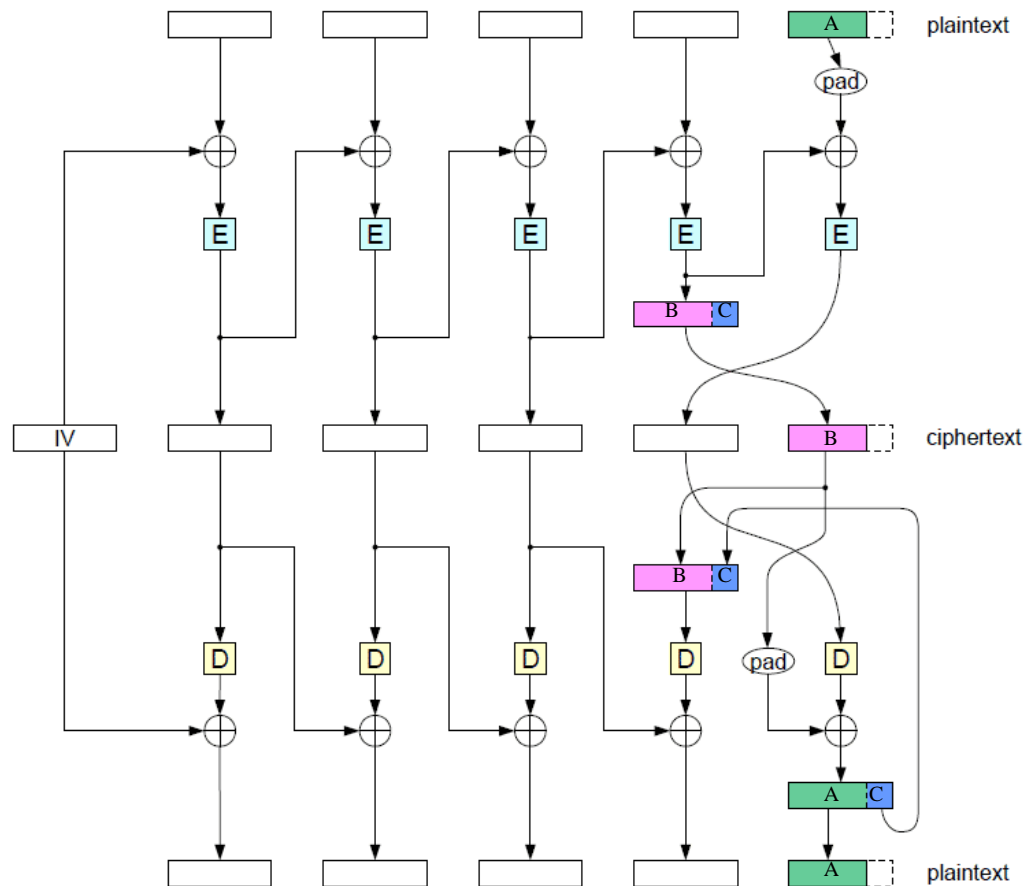 A plaintext
pad
E E E E E
B C
IV B ciphertext
B C
D D D D pad D
A C
A plaintext